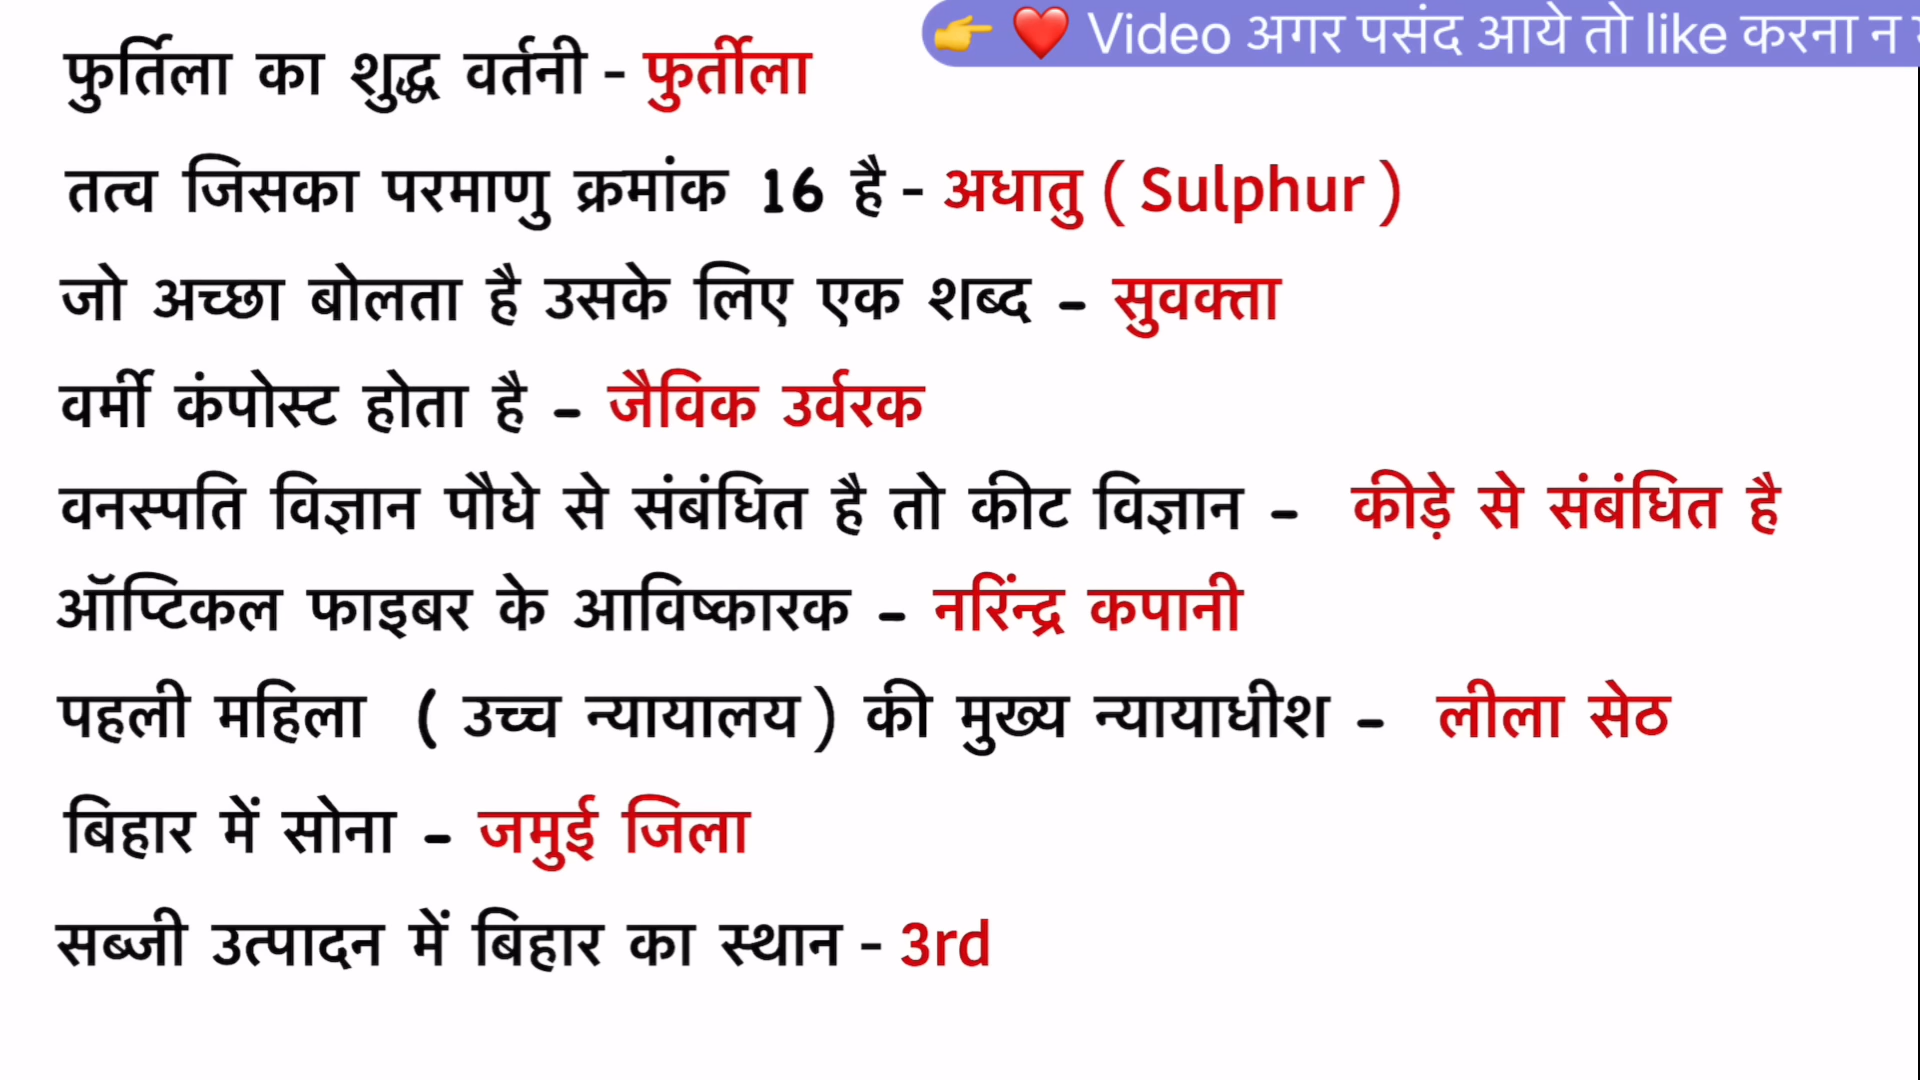 👉 ❤️ Video अगर पसंद आये तो like करना न
फुर्तिला का शुद्ध वर्तनी - फुर्तीला
तत्व जिसका परमाणु क्रमांक 16 है - अधातु ( Sulphur )
जो अच्छा बोलता है उसके लिए एक शब्द - सुवक्ता
वर्मी कंपोस्ट होता है - जैविक उर्वरक
वनस्पति विज्ञान पौधे से संबंधित है तो कीट विज्ञान - कीड़े से संबंधित है
ऑप्टिकल फाइबर के आविष्कारक - नरिंन्द्र कपानी
पहली महिला ( उच्च न्यायालय ) की मुख्य न्यायाधीश - लीला सेठ
बिहार में सोना - जमुई जिला
सब्जी उत्पादन में बिहार का स्थान - 3rd